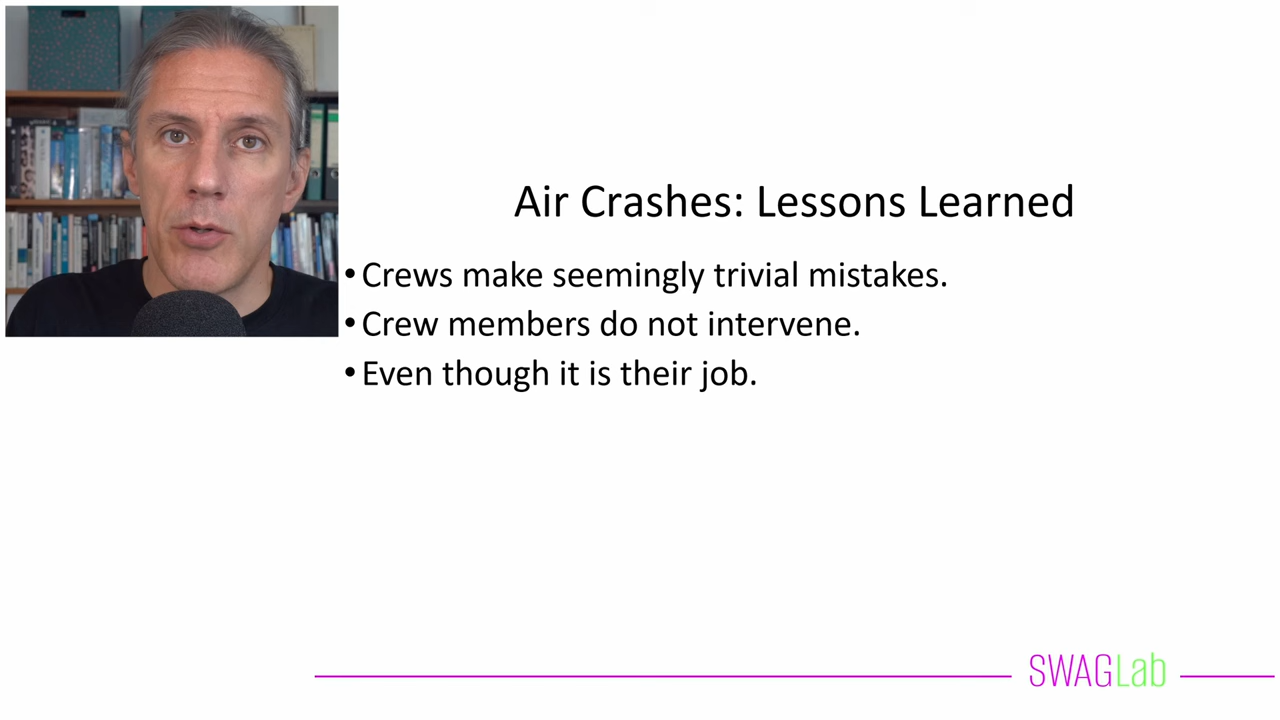 Air Crashes: Lessons Learned
• Crews make seemingly trivial mistakes.
• Crew members do not intervene.
• Even though it is their job.
SWAGLab